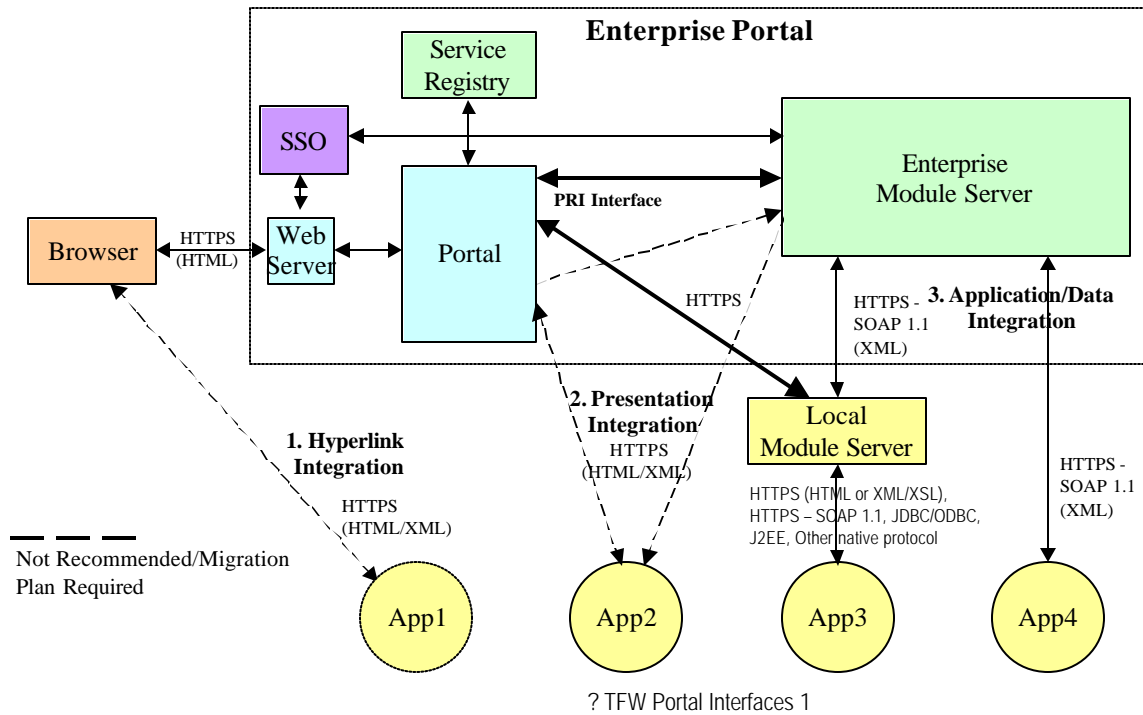 Enterprise Portal
Service
Registry
SSO
Enterprise
Module Server
PRI Interface
Browser
HTTPS
(HTML)
Web
Server
Portal
HTTPS
HTTPS -
SOAP 1.1
(XML)
3. Application/Data
Integration
2. Presentation
Integration
HTTPS
(HTML/XML)
Local
Module Server
1. Hyperlink
Integration
HTTPS
(HTML/XML)
HTTPS (HTML or XML/XSL),
HTTPS – SOAP 1.1, JDBC/ODBC,
J2EE, Other native protocol
HTTPS -
SOAP 1.1
(XML)
Not Recommended/Migration
Plan Required
App1
App2
App3
App4
? TFW Portal Interfaces 1